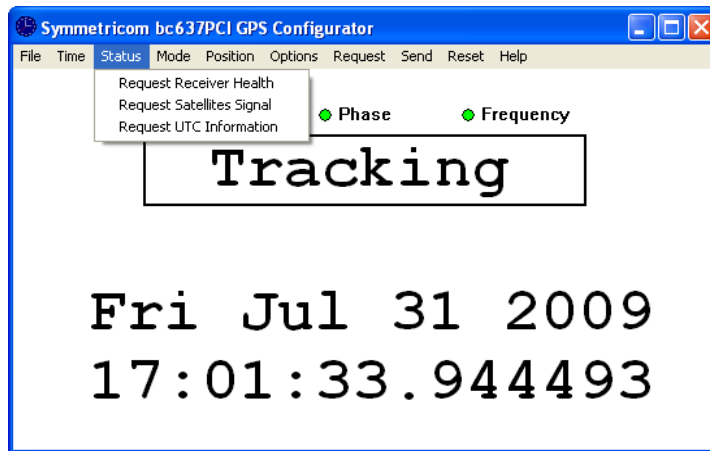 Symmetricom bc637PCI GPS Configurator
File Time Status Mode Position Options Request Send Reset Help
Request Receiver Health
Request Satellites Signal
Request UTC Information
Phase Frequency
Tracking
Fri Jul 31 2009
17:01:33.944493